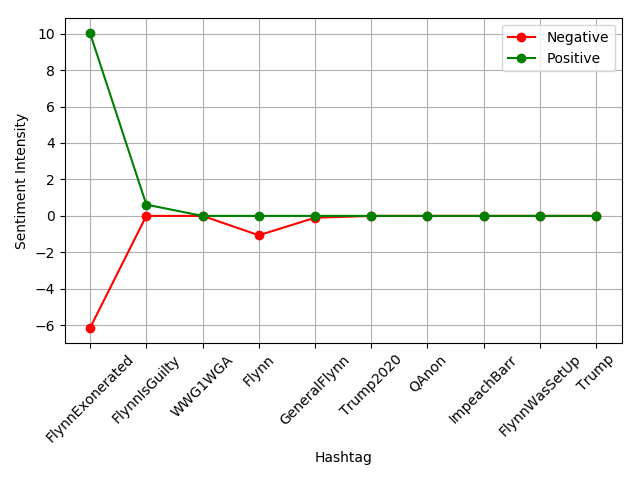 10
8
6
4
2
0
−2
−4
−6
Sentiment Intensity
Negative
Positive
FlynnExonerated
FlynnIsGuilty
WWG1WGA
Flynn
GeneralFlynn
Trump2020
QAnon
ImpeachBarr
FlynnWasSetUp
Trump
Hashtag